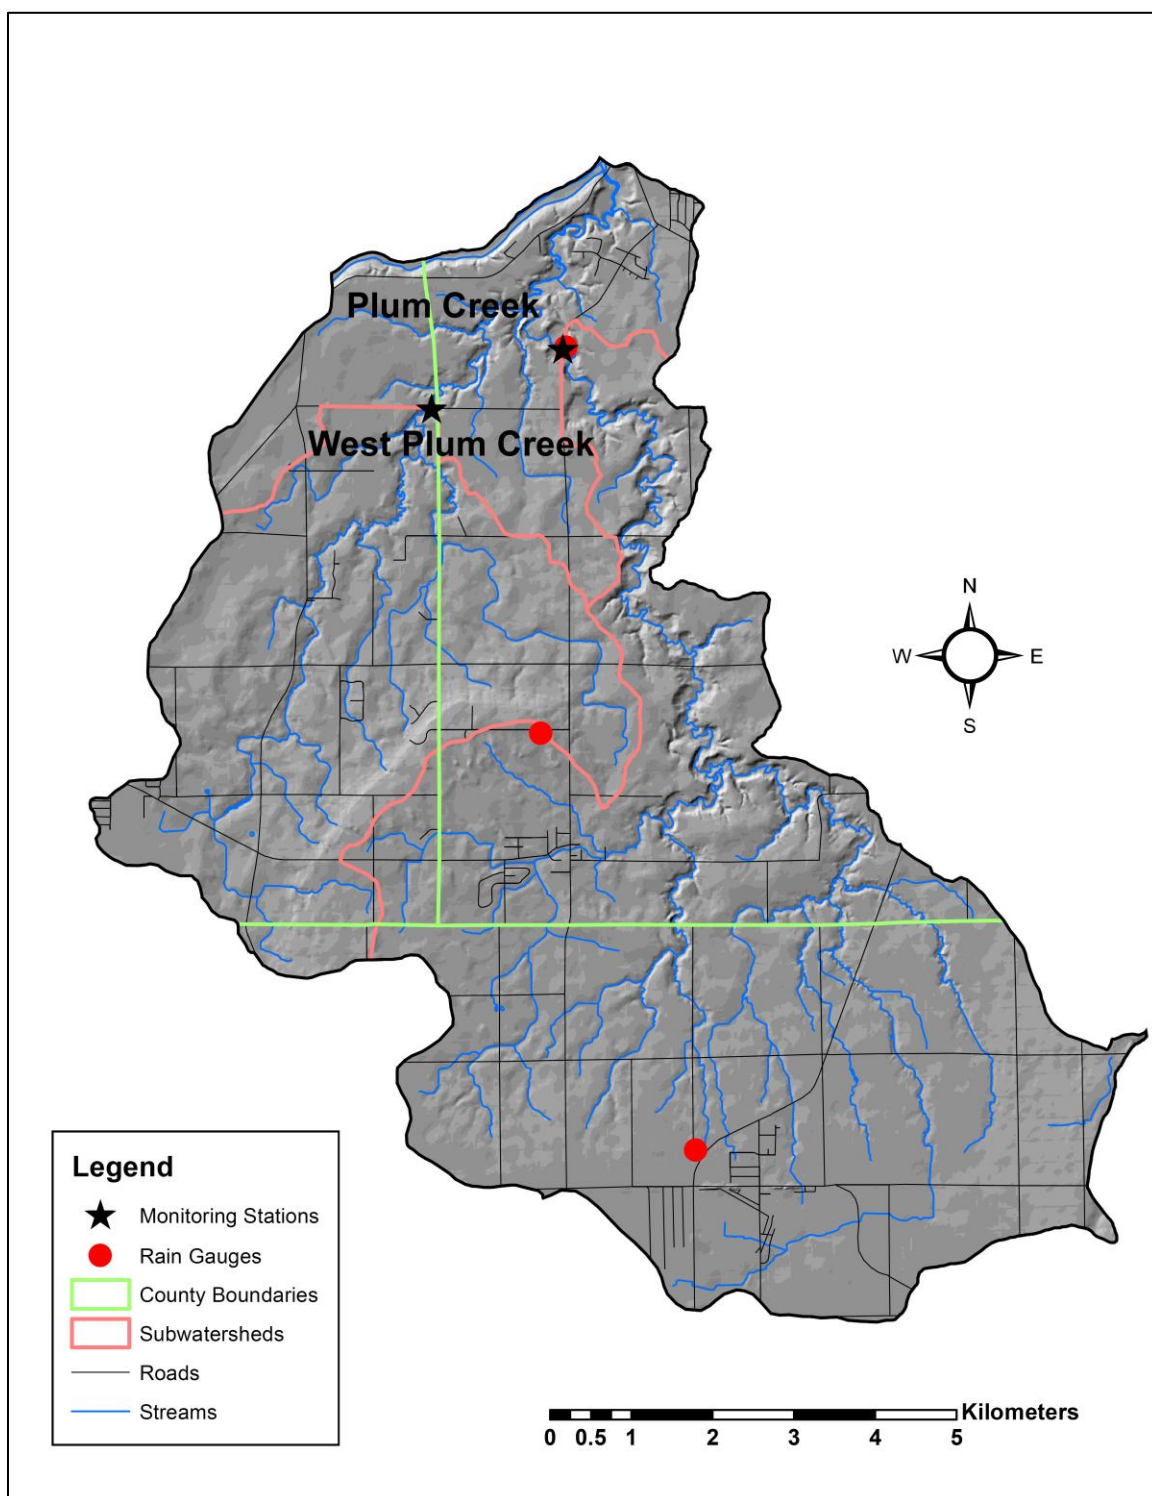 Plum Creek
West Plum Creek
N
W
E
S
Legend
Monitoring Stations
Rain Gauges
County Boundaries
Subwatersheds
Roads
Streams
Kilometers
0 0.5 1 2 3 4 5